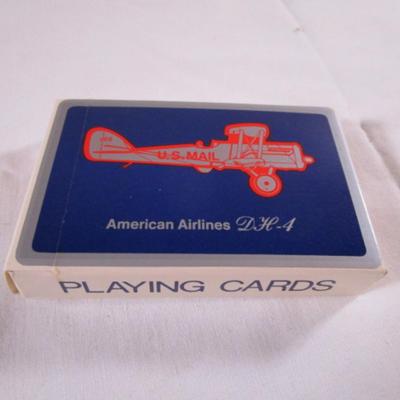 U.S. MAIL
American Airlines DH-4
PLAYING CARDS